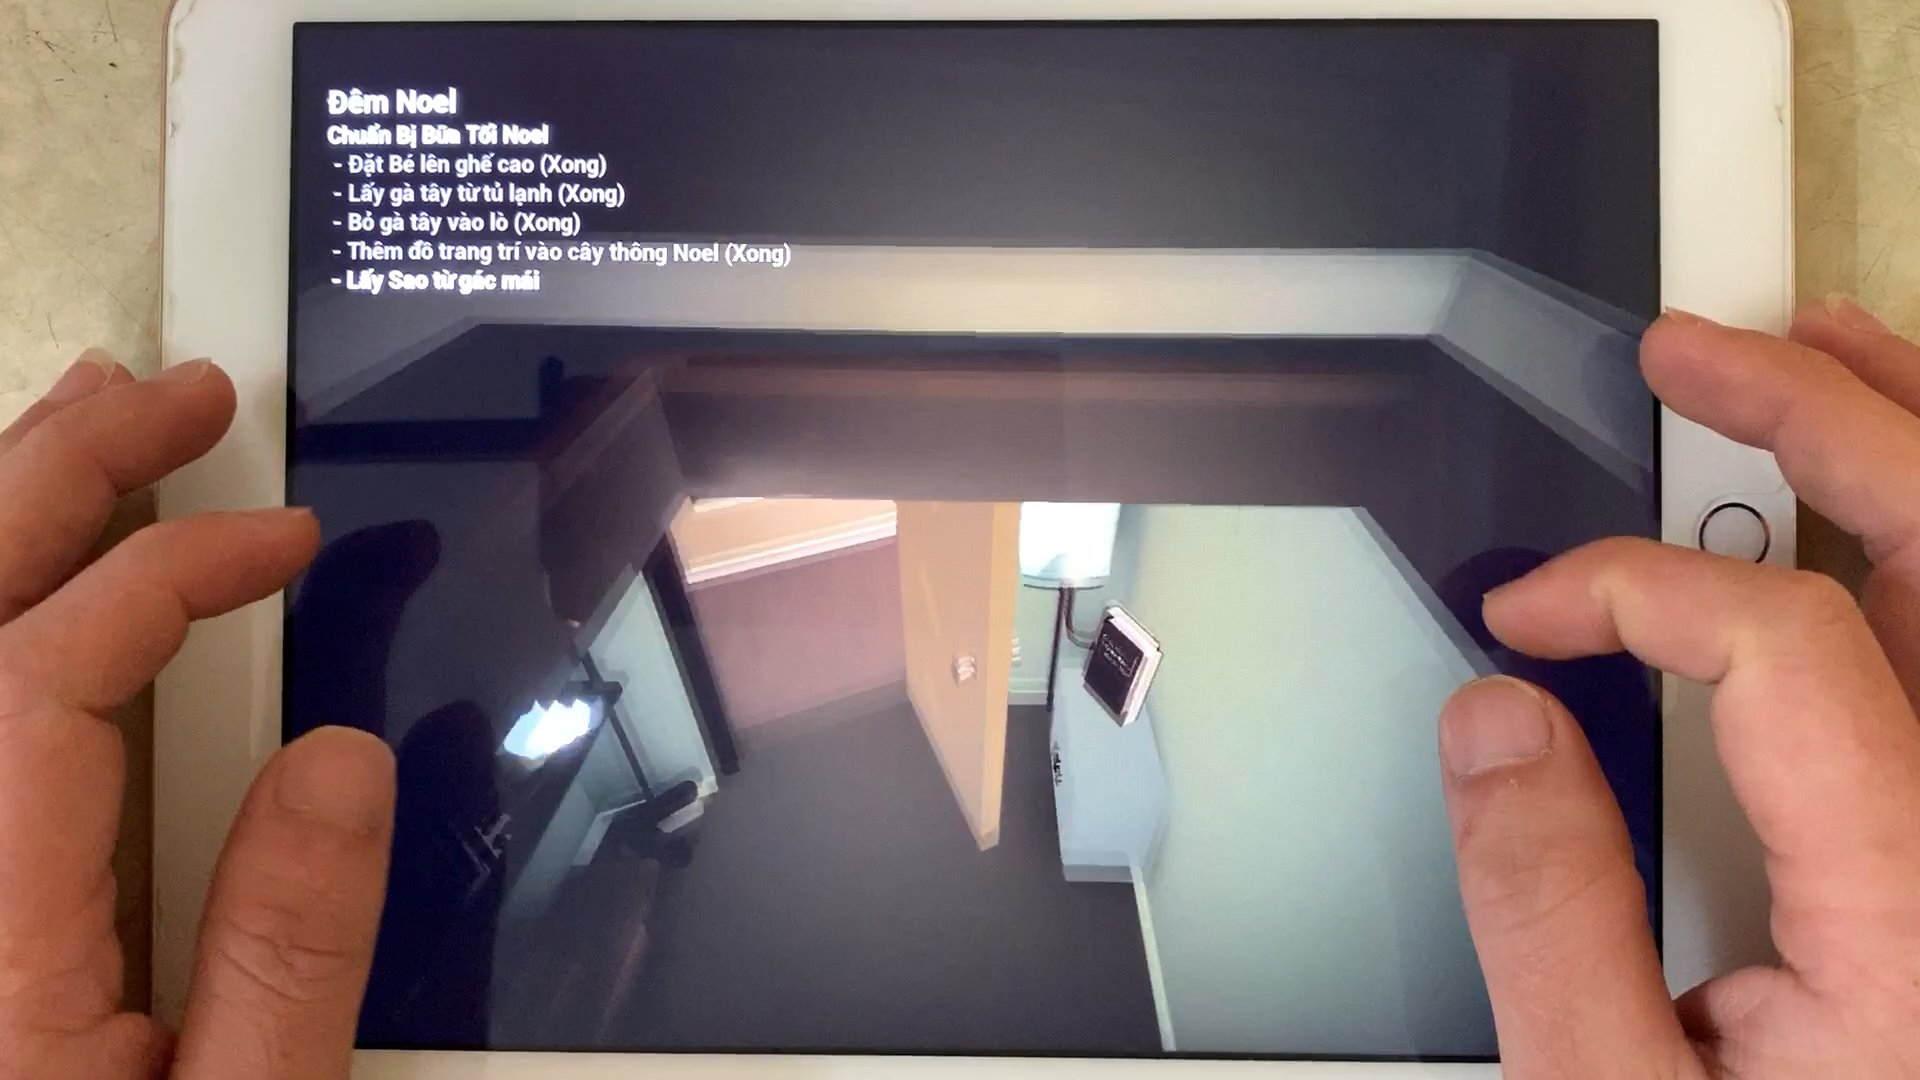 Đêm Noel
Chuẩn Bị Bữa Tối Noel
- Đặt Bé lên ghế cao (Xong)
- Lấy gà tây từ tủ lạnh (Xong)
- Bỏ gà tây vào lò (Xong)
- Thêm đồ trang trí vào cây thông Noel (Xong)
- Lấy Sao từ gác mái